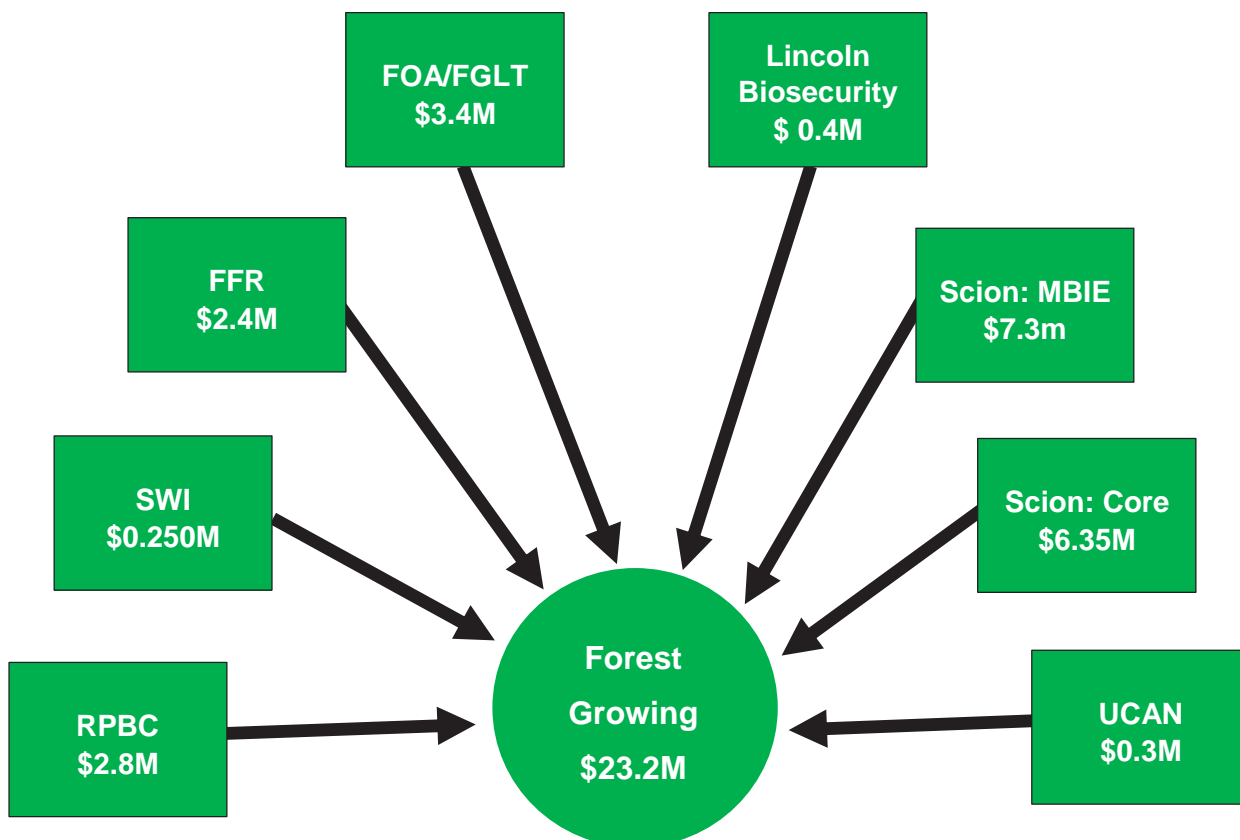 FOA/FGLT
$3.4M
Lincoln
Biosecurity
$ 0.4M
FFR
$2.4M
Scion: MBIE
$7.3m
SWI
$0.250M
Scion: Core
$6.35M
RPBC
$2.8M
Forest
Growing
$23.2M
UCAN
$0.3M